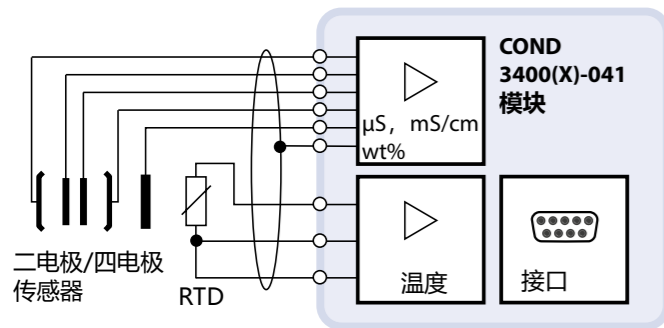 COND
3400(X)-041
模块
μS， mS/cm
wt%
二电极/四电极
传感器
RTD
温度
接口